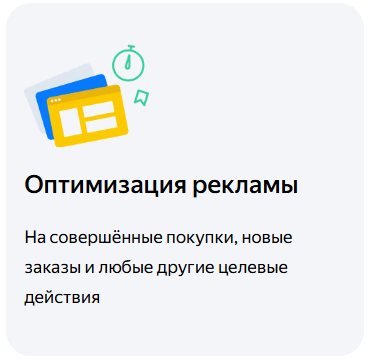 Оптимизация рекламы
На совершённые покупки, новые
заказы и любые другие целевые
действия